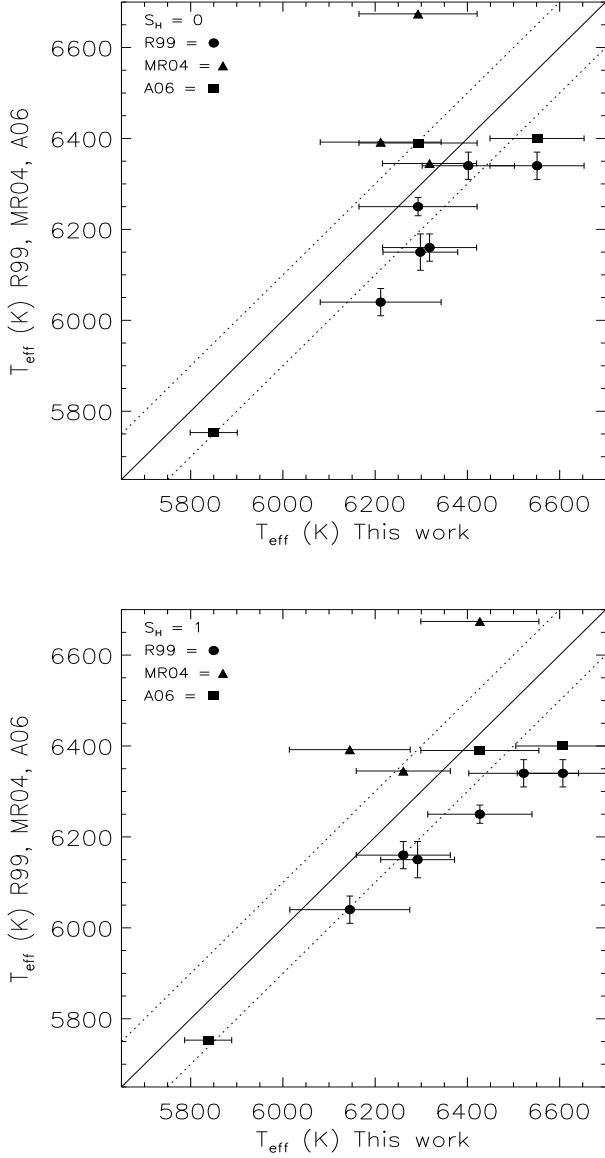 S_H = 0
R99 = ●
MR04 = ▲
A06 = ■
6600
6400
6200
6000
5800
T_eff (K) R99, MR04, A06
5800 6000 6200 6400 6600
T_eff (K) This work
S_H = 1
R99 = ●
MR04 = ▲
A06 = ■
6600
6400
6200
6000
5800
T_eff (K) R99, MR04, A06
5800 6000 6200 6400 6600
T_eff (K) This work